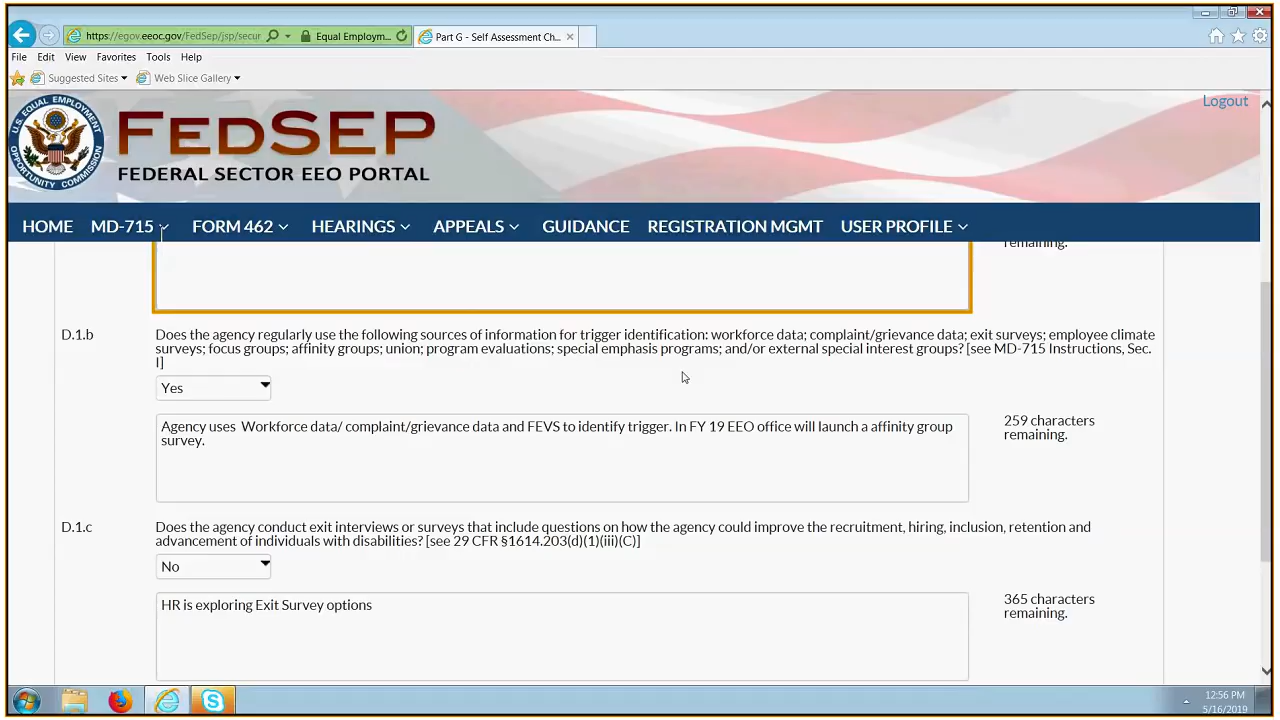 https://egov.eeoc.gov/FedSep/jsp/secur
Equal Employm...
Part G - Self Assessment Ch...
File Edit View Favorites Tools Help
Suggested Sites
Web Slice Gallery
Logout
U.S. EQUAL EMPLOYMENT OPPORTUNITY COMMISSION
FEDSEP
FEDERAL SECTOR EEO PORTAL
HOME MD-715 FORM 462 HEARINGS APPEALS GUIDANCE REGISTRATION MGMT USER PROFILE
remaining.
D.1.b
Does the agency regularly use the following sources of information for trigger identification: workforce data; complaint/grievance data; exit surveys; employee climate
surveys; focus groups; affinity groups; union; program evaluations; special emphasis programs; and/or external special interest groups? [see MD-715 Instructions, Sec.
I]
Yes
Agency uses  Workforce data/ complaint/grievance data and FEVS to identify trigger. In FY 19 EEO office will launch a affinity group
survey.
259 characters
remaining.
D.1.c
Does the agency conduct exit interviews or surveys that include questions on how the agency could improve the recruitment, hiring, inclusion, retention and
advancement of individuals with disabilities? [see 29 CFR §1614.203(d)(1)(iii)(C)]
No
HR is exploring Exit Survey options
365 characters
remaining.
12:56 PM
5/16/2019